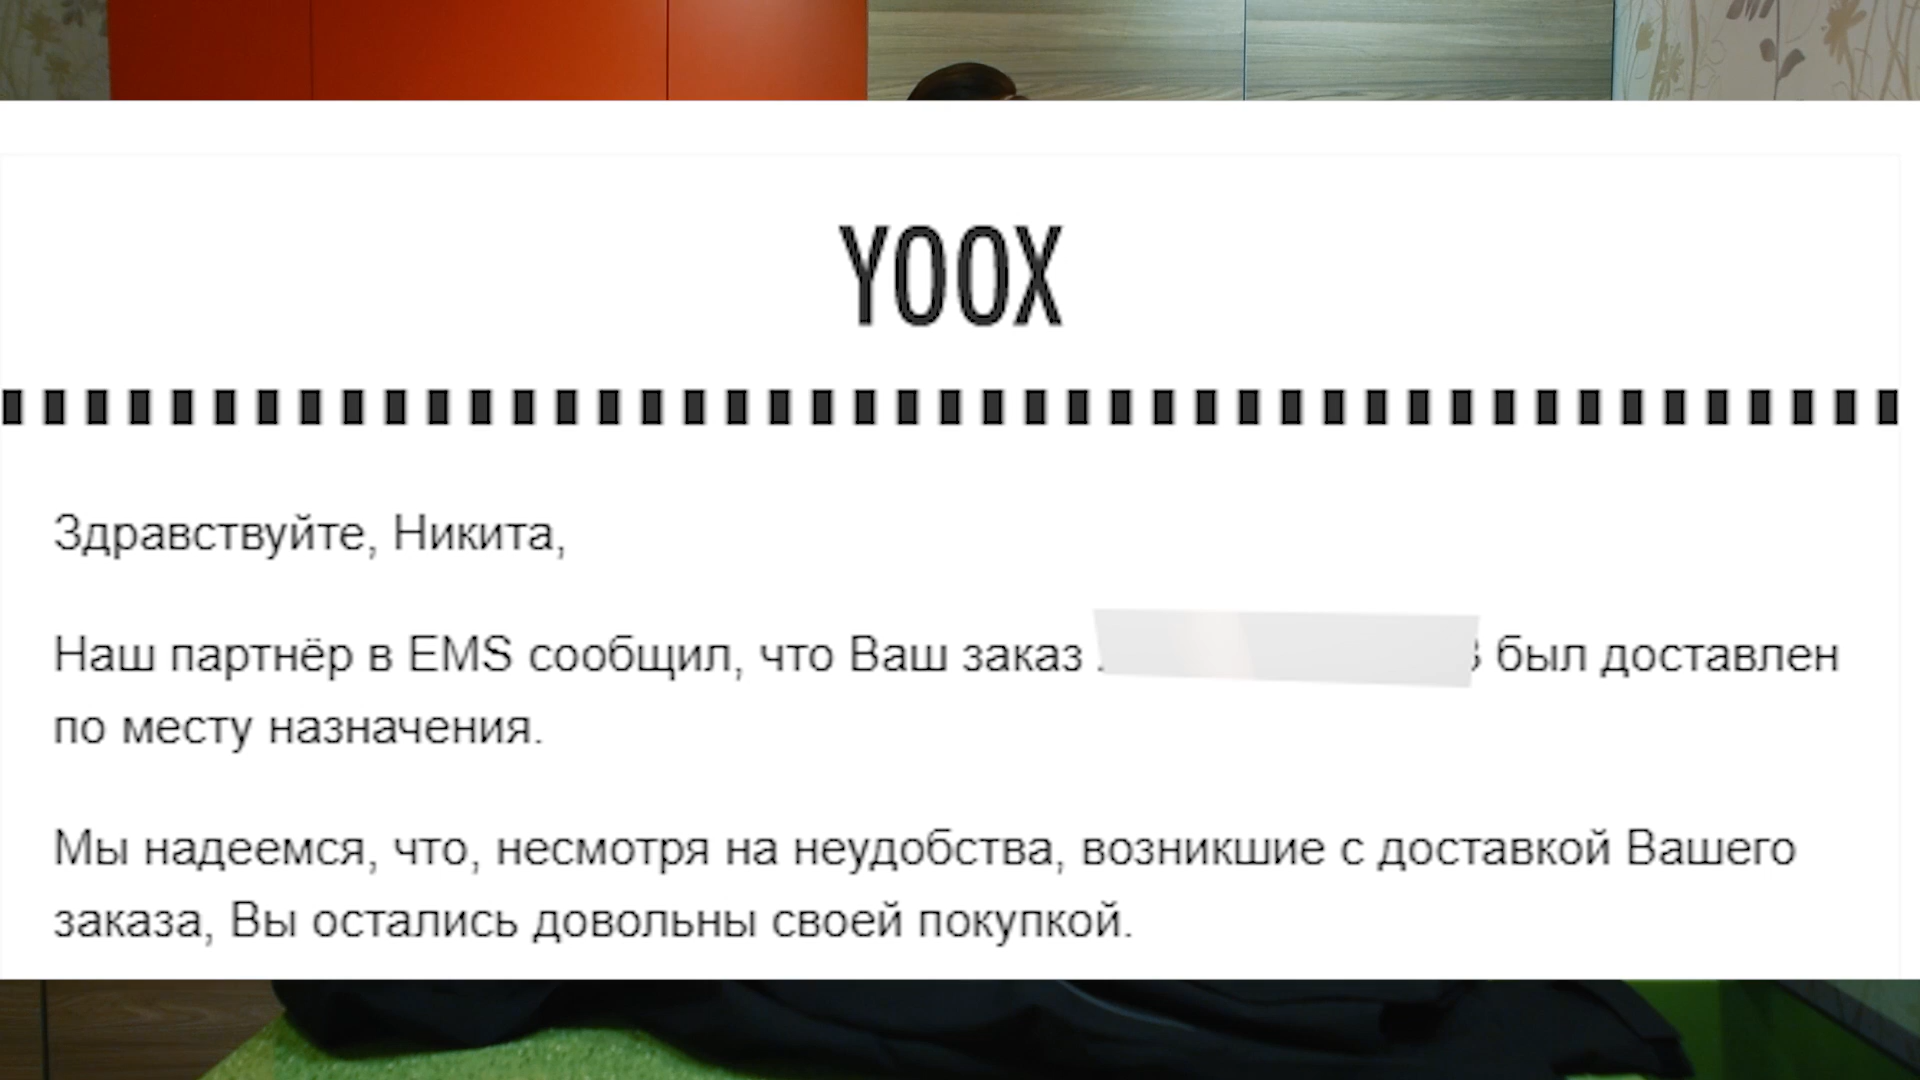 YOOX
Здравствуйте, Никита,
Наш партнёр в EMS сообщил, что Ваш заказ был доставлен
по месту назначения.
Мы надеемся, что, несмотря на неудобства, возникшие с доставкой Вашего
заказа, Вы остались довольны своей покупкой.